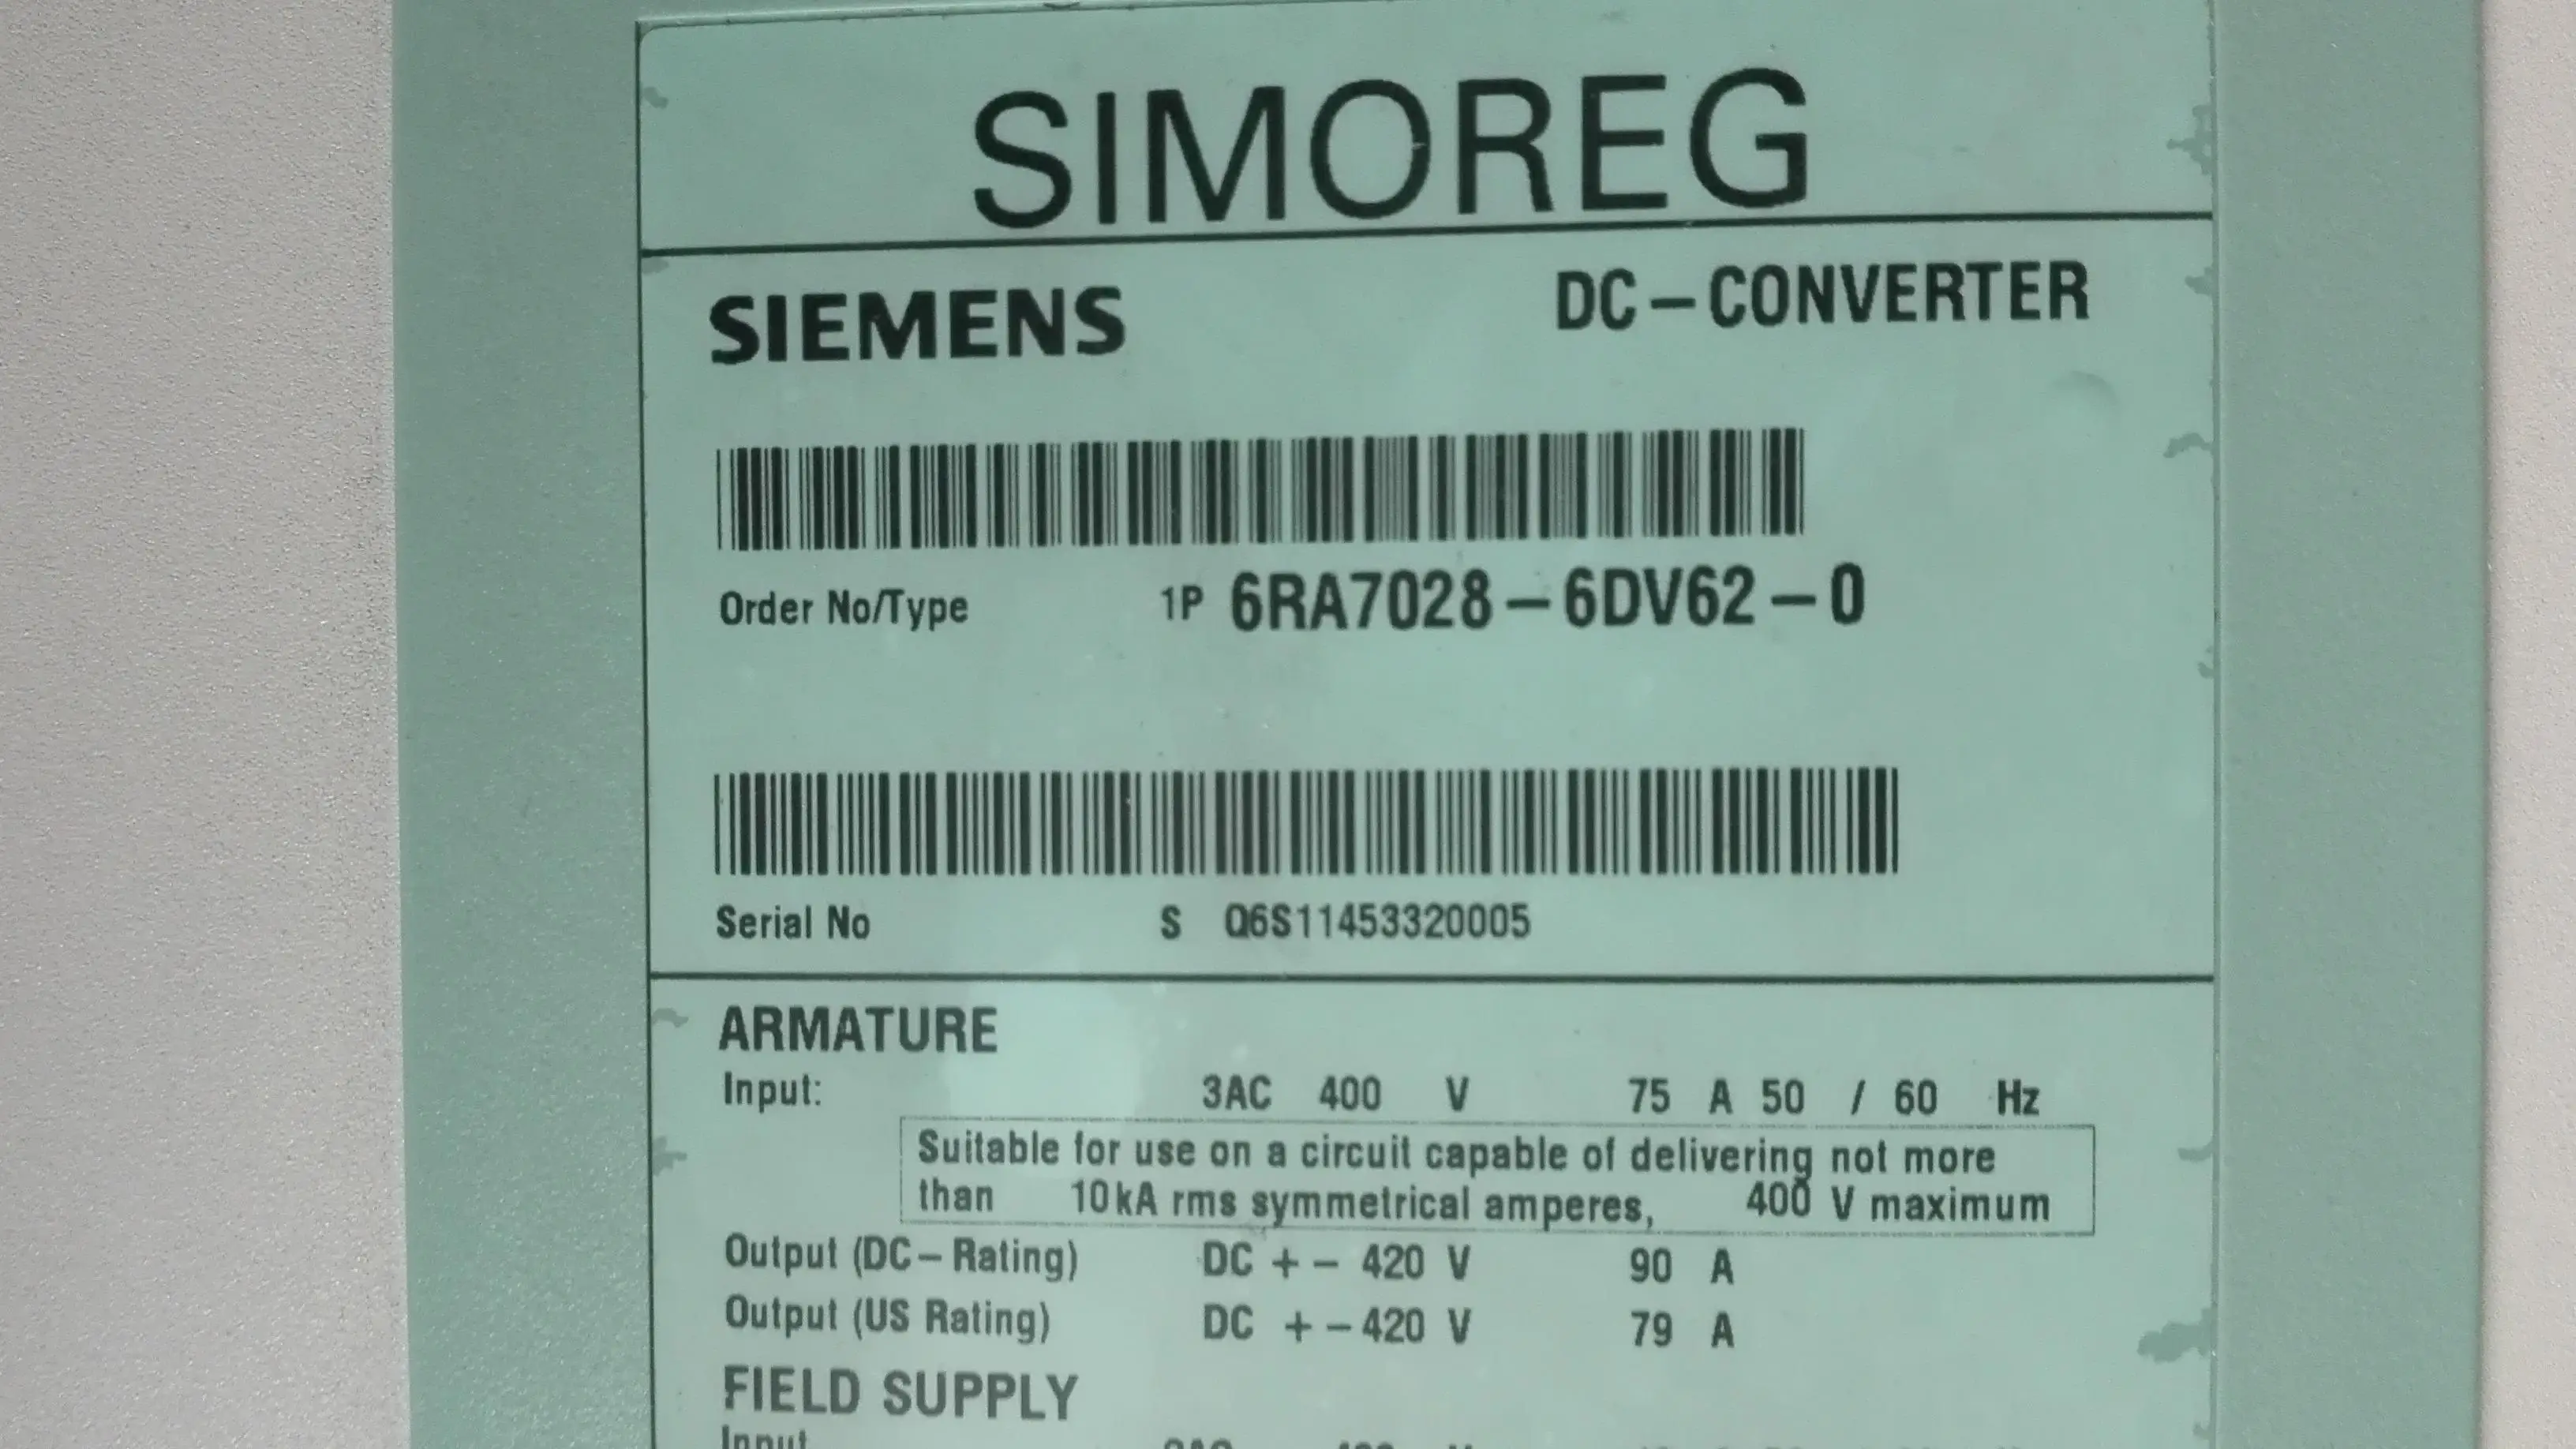 SIMOREG
SIEMENS DC-CONVERTER
Order No/Type 1P 6RA7028-6DV62-0
Serial No S Q6S11453320005
ARMATURE
Input: 3AC 400 V 75 A 50 / 60 Hz
Suitable for use on a circuit capable of delivering not more
than 10kA rms symmetrical amperes, 400 V maximum
Output (DC-Rating) DC +- 420 V 90 A
Output (US Rating) DC +-420 V 79 A
FIELD SUPPLY
Input